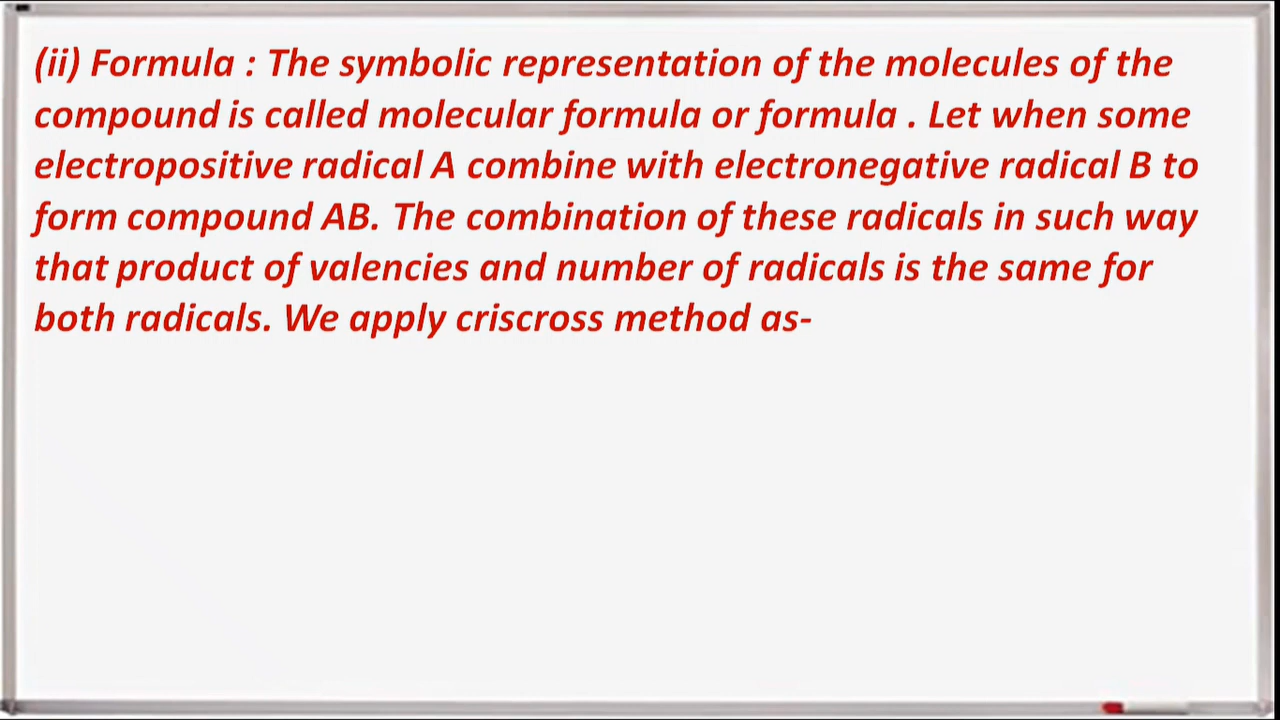 (ii) Formula : The symbolic representation of the molecules of the
compound is called molecular formula or formula . Let when some
electropositive radical A combine with electronegative radical B to
form compound AB. The combination of these radicals in such way
that product of valencies and number of radicals is the same for
both radicals. We apply criscross method as-